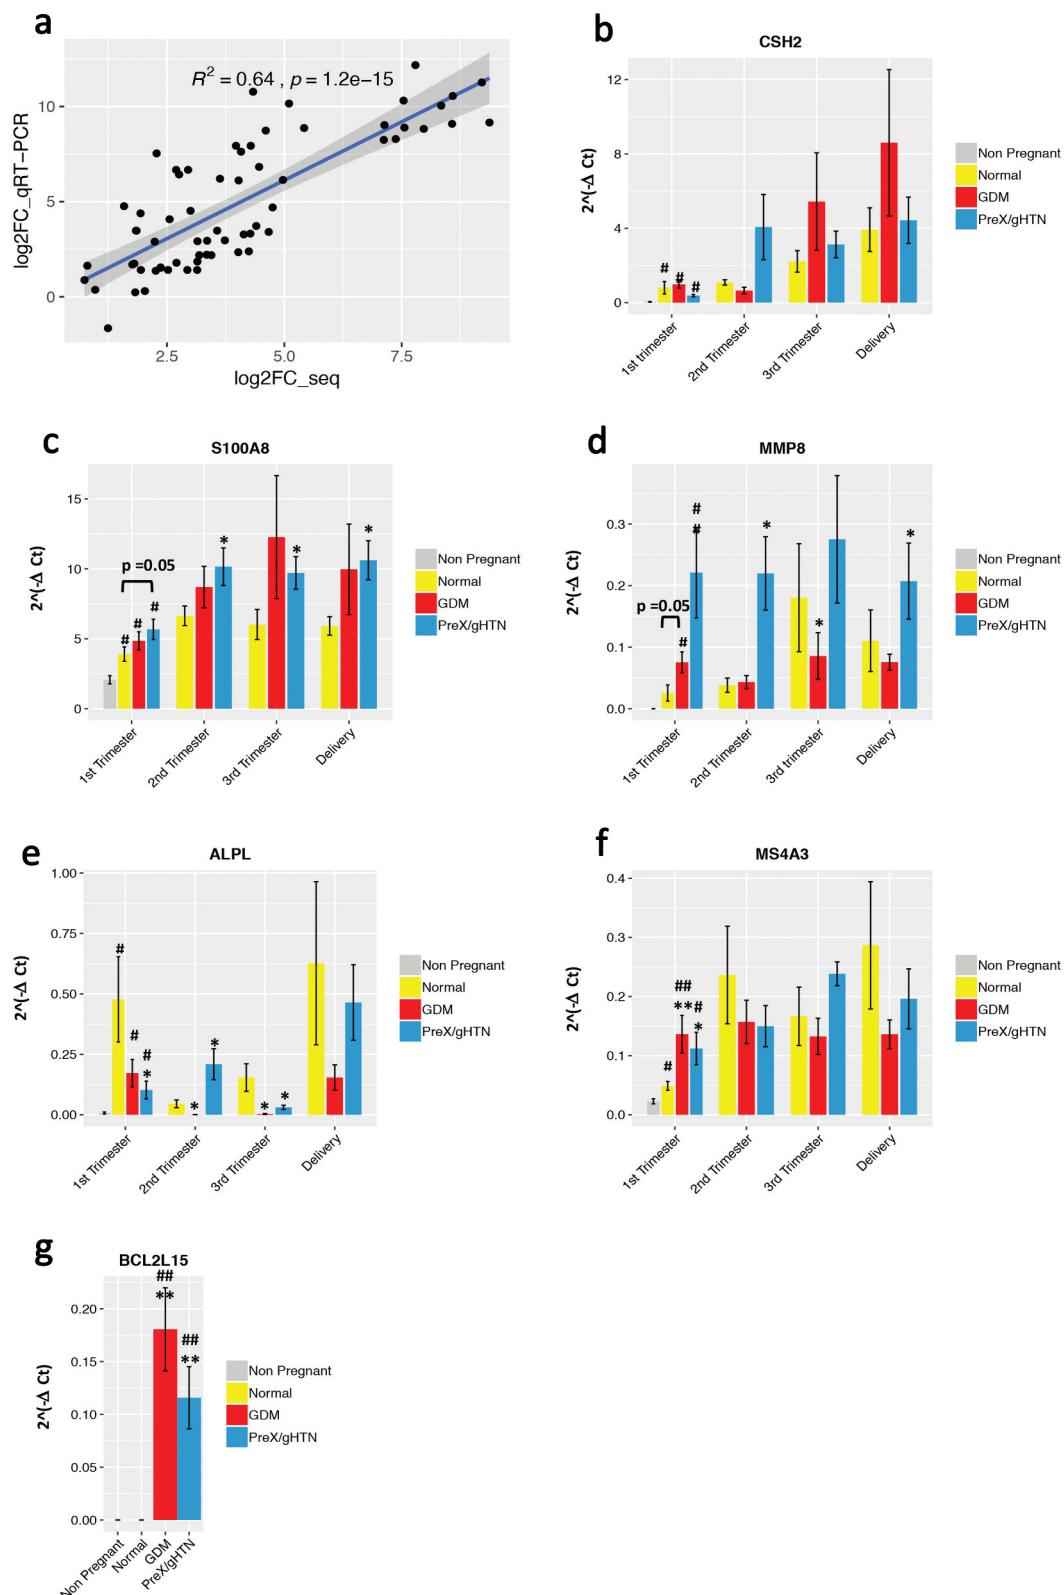 a
R² = 0.64 , p = 1.2e−15
log2FC_qRT−PCR
10
5
0
2.5
5.0
7.5
log2FC_seq
b
CSH2
2^(-Δ Ct)
12
8
4
0
#
#
#
1st trimester
2nd Trimester
3rd Trimester
Delivery
Non Pregnant
Normal
GDM
PreX/gHTN
c
S100A8
2^(-Δ Ct)
15
10
5
0
p =0.05
#
#
#
*
*
*
1st Trimester
2nd Trimester
3rd Trimester
Delivery
Non Pregnant
Normal
GDM
PreX/gHTN
d
MMP8
2^(-Δ Ct)
0.3
0.2
0.1
0.0
p =0.05
#
#
#
*
*
*
1st Trimester
2nd Trimester
3rd trimester
Delivery
Non Pregnant
Normal
GDM
PreX/gHTN
e
ALPL
2^(-Δ Ct)
1.00
0.75
0.50
0.25
0.00
#
#
#
*
*
*
*
*
1st Trimester
2nd Trimester
3rd Trimester
Delivery
Non Pregnant
Normal
GDM
PreX/gHTN
f
MS4A3
2^(-Δ Ct)
0.4
0.3
0.2
0.1
0.0
#
##
**
#
*
1st Trimester
2nd Trimester
3rd Trimester
Delivery
Non Pregnant
Normal
GDM
PreX/gHTN
g
BCL2L15
2^(-Δ Ct)
0.20
0.15
0.10
0.05
0.00
##
**
##
**
Non Pregnant
Normal
GDM
PreX/gHTN
Non Pregnant
Normal
GDM
PreX/gHTN